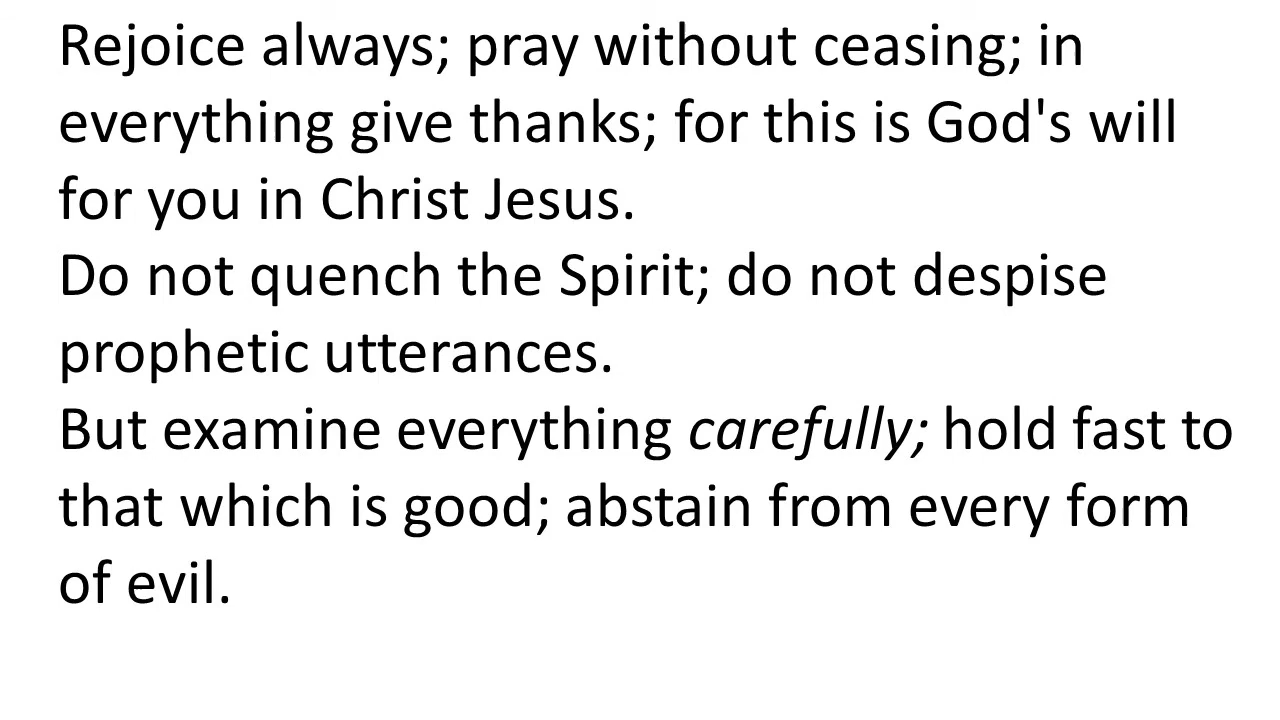 Rejoice always; pray without ceasing; in
everything give thanks; for this is God's will
for you in Christ Jesus.
Do not quench the Spirit; do not despise
prophetic utterances.
But examine everything carefully; hold fast to
that which is good; abstain from every form
of evil.